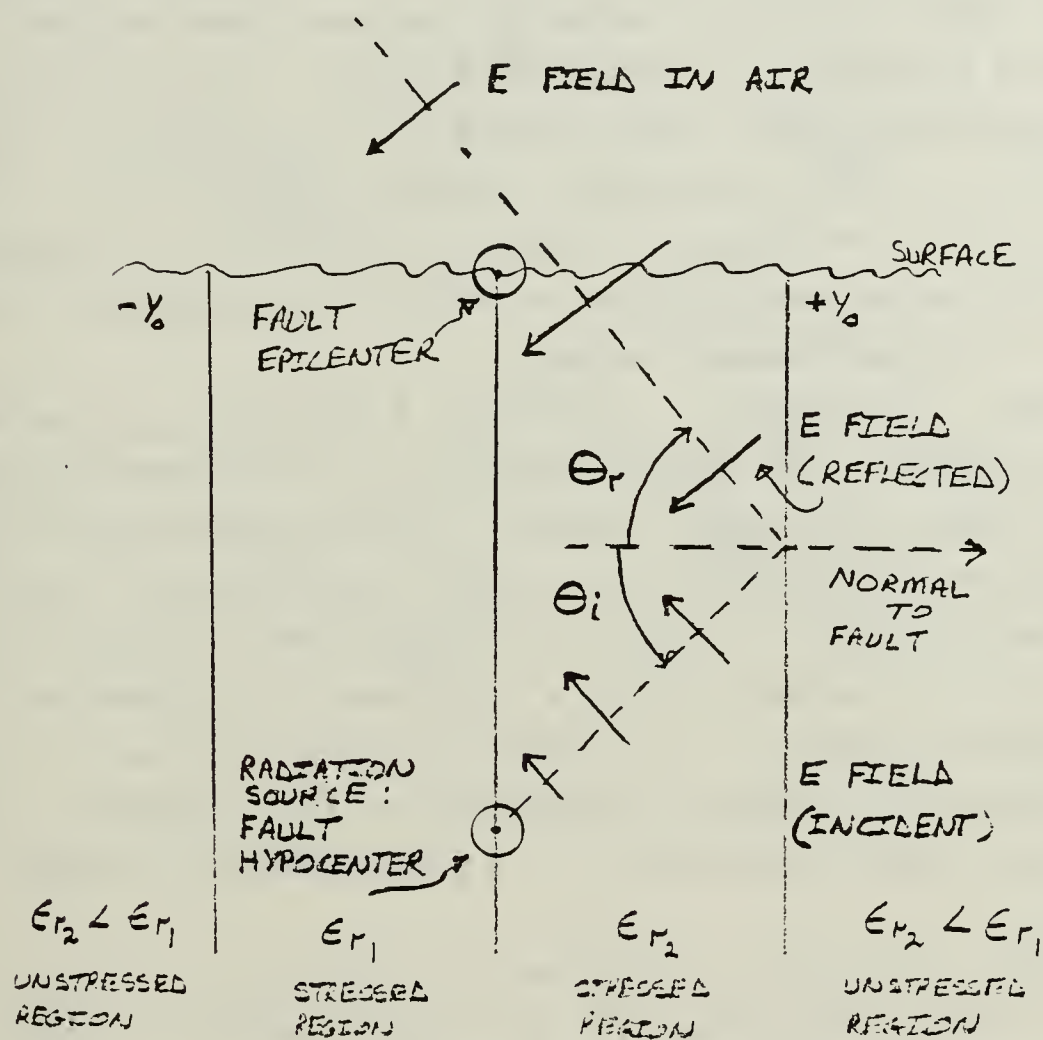 E FIELD IN AIR
SURFACE
-Y₀
+Y₀
FAULT
EPICENTER
E FIELD
(REFLECTED)
Θr
Θi
NORMAL
TO
FAULT
RADIATION
SOURCE:
FAULT
HYPOCENTER
E FIELD
(INCIDENT)
εr₂ < εr₁
εr₁
εr₂
εr₂ < εr₁
UNSTRESSED
REGION
STRESSED
REGION
STRESSED
REGION
UNSTRESSED
REGION